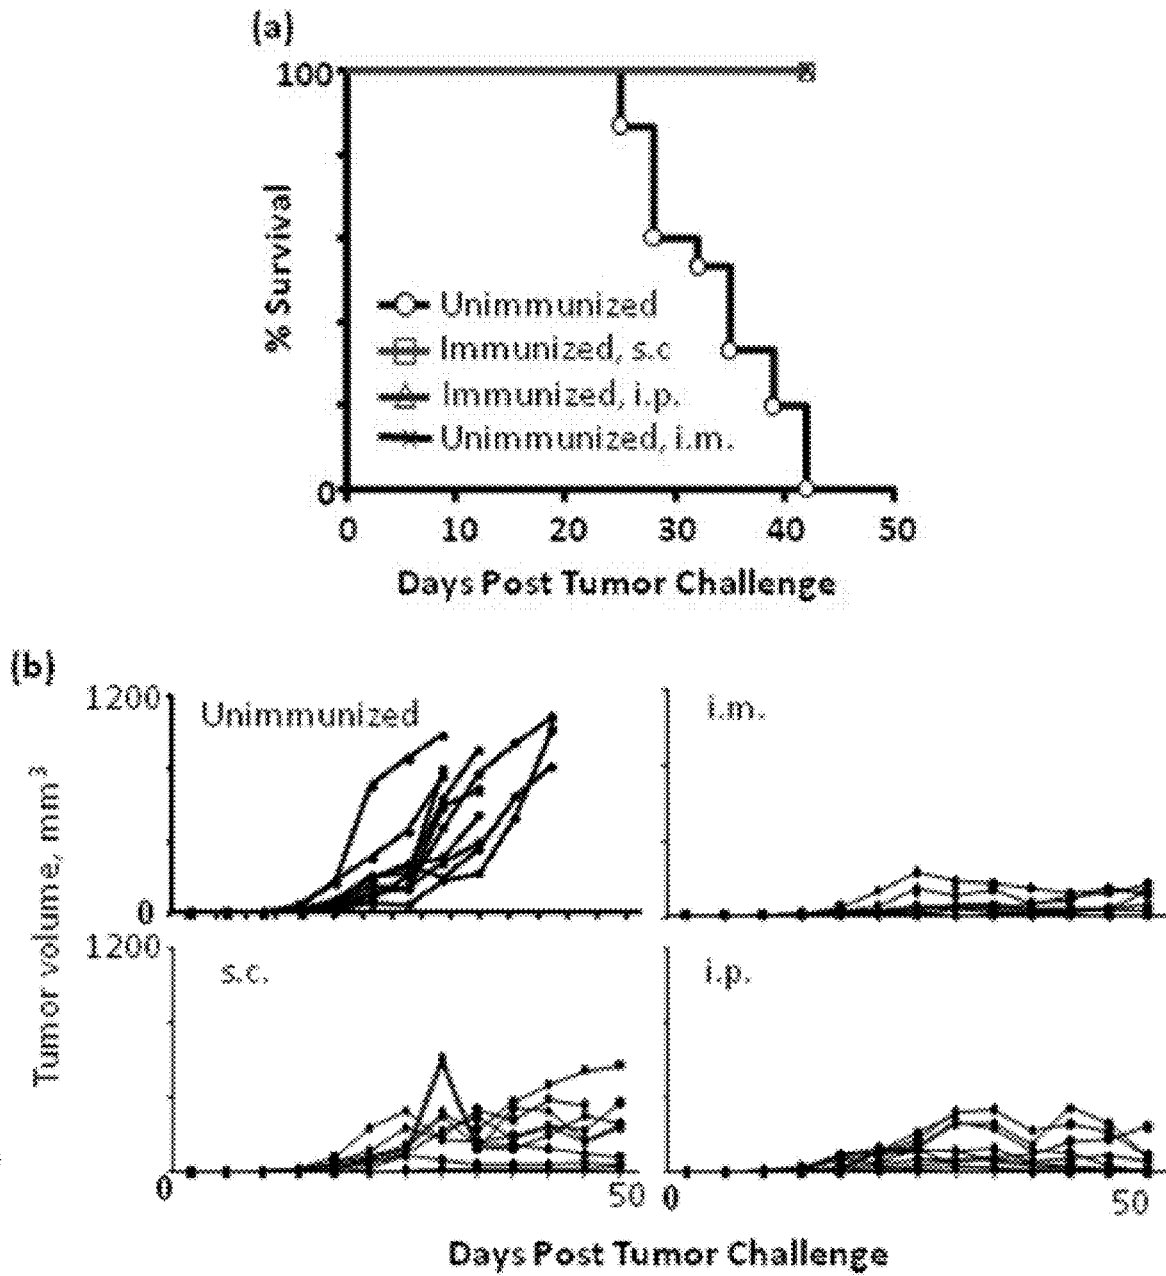 (a)
100
% Survival
Unimmunized
Immunized, s.c
Immunized, i.p.
Unimmunized, i.m.
0
0 10 20 30 40 50
Days Post Tumor Challenge
(b)
1200
Unimmunized
i.m.
Tumor volume, mm³
0
1200
s.c.
i.p.
0 50 0 50
Days Post Tumor Challenge